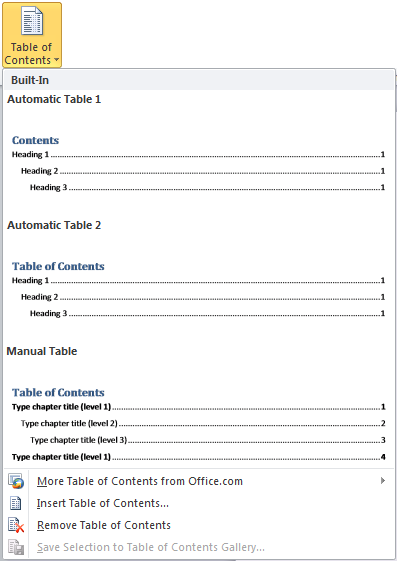 Table of
Contents
Built-In
Automatic Table 1
Contents
Heading 1........................................................................................................1
Heading 2........................................................................................................1
Heading 3........................................................................................................1
Automatic Table 2
Table of Contents
Heading 1........................................................................................................1
Heading 2........................................................................................................1
Heading 3........................................................................................................1
Manual Table
Table of Contents
Type chapter title (level 1)................................................................................1
Type chapter title (level 2)................................................................................2
Type chapter title (level 3)................................................................................3
Type chapter title (level 1)................................................................................4
More Table of Contents from Office.com
Insert Table of Contents...
Remove Table of Contents
Save Selection to Table of Contents Gallery...